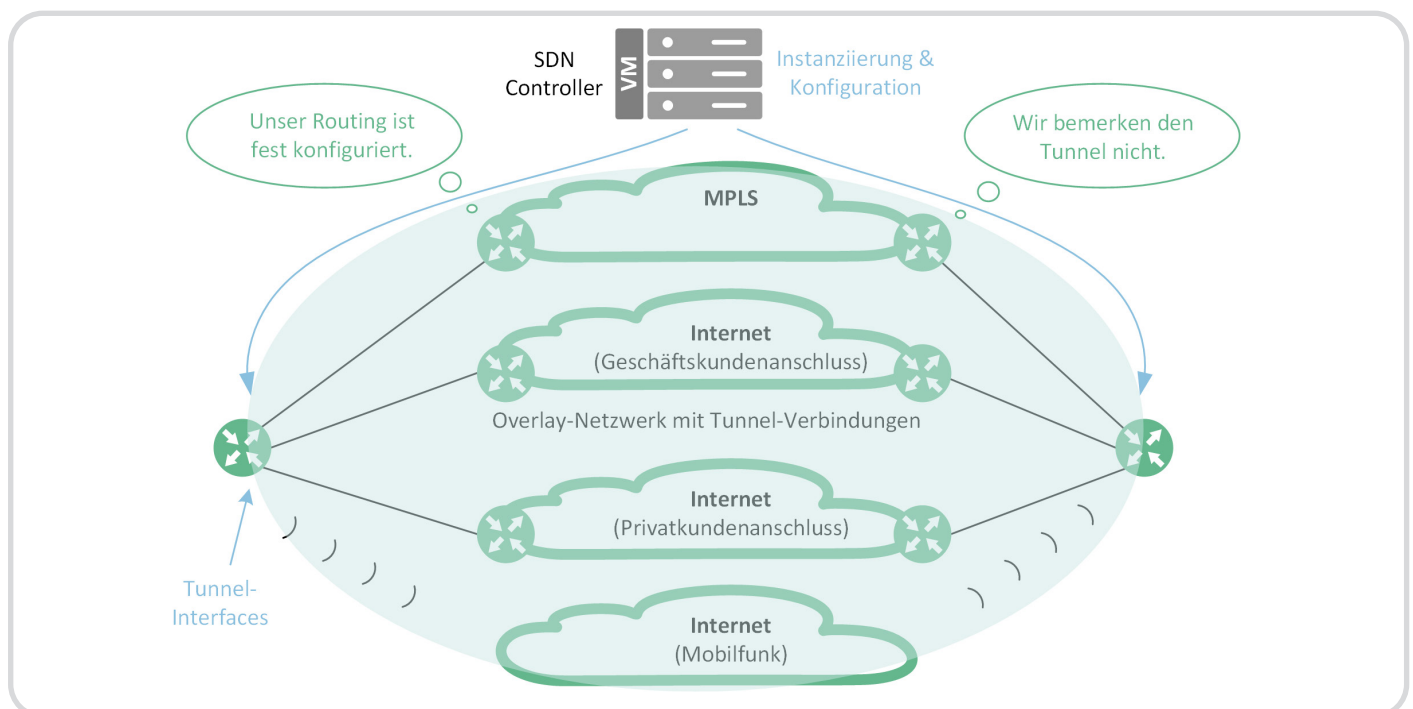 SDN
Controller
VM
Instanziierung &
Konfiguration
Unser Routing ist
fest konfiguriert.
Wir bemerken den
Tunnel nicht.
MPLS
Internet
(Geschäftskundenanschluss)
Overlay-Netzwerk mit Tunnel-Verbindungen
Internet
(Privatkundenanschluss)
Tunnel-
Interfaces
Internet
(Mobilfunk)